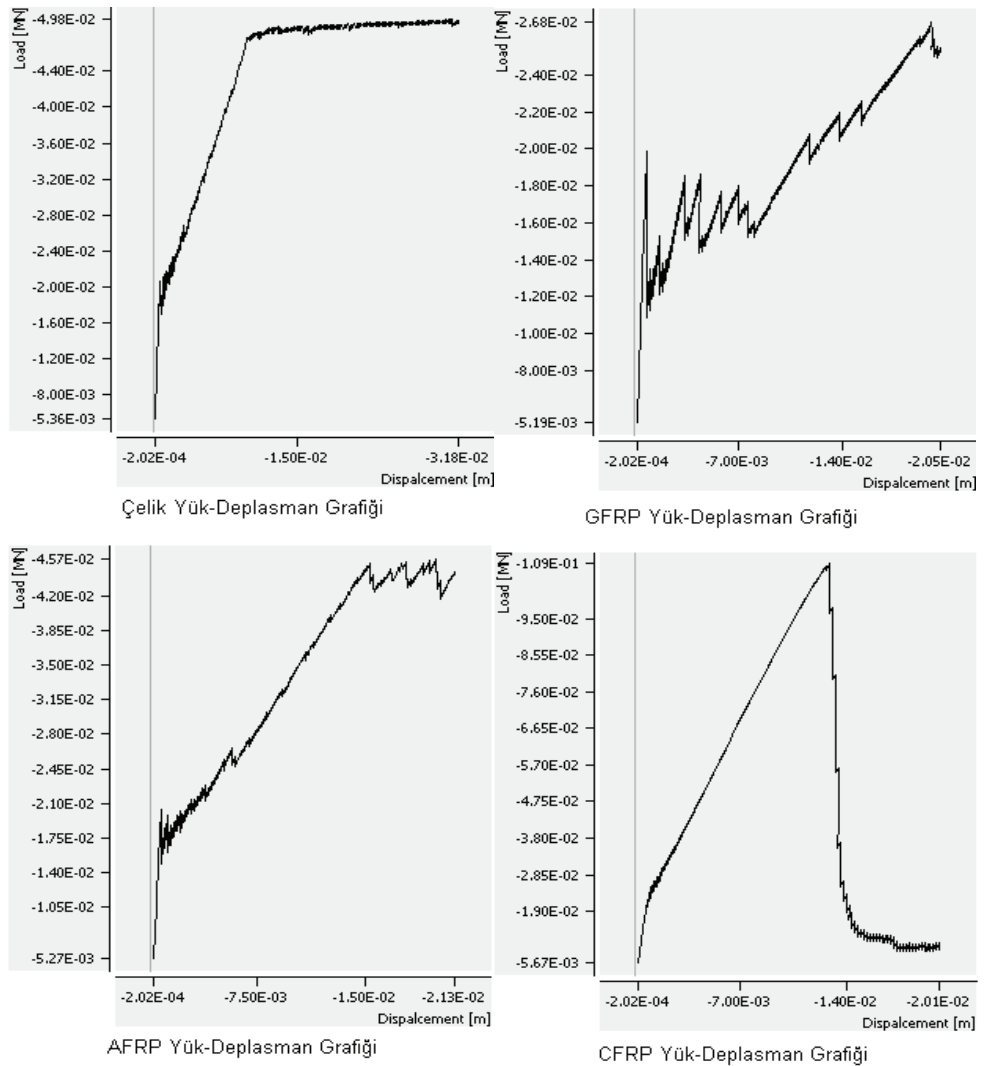 Load [MN]
-4.98E-02
-4.40E-02
-4.00E-02
-3.60E-02
-3.20E-02
-2.80E-02
-2.40E-02
-2.00E-02
-1.60E-02
-1.20E-02
-8.00E-03
-5.36E-03
-2.02E-04 -1.50E-02 -3.18E-02
Dispalcement [m]
Çelik Yük-Deplasman Grafiği
Load [MN]
-2.68E-02
-2.40E-02
-2.20E-02
-2.00E-02
-1.80E-02
-1.60E-02
-1.40E-02
-1.20E-02
-1.00E-02
-8.00E-03
-5.19E-03
-2.02E-04 -7.00E-03 -1.40E-02 -2.05E-02
Dispalcement [m]
GFRP Yük-Deplasman Grafiği
Load [MN]
-4.57E-02
-4.20E-02
-3.85E-02
-3.50E-02
-3.15E-02
-2.80E-02
-2.45E-02
-2.10E-02
-1.75E-02
-1.40E-02
-1.05E-02
-5.27E-03
-2.02E-04 -7.50E-03 -1.50E-02 -2.13E-02
Dispalcement [m]
AFRP Yük-Deplasman Grafiği
Load [MN]
-1.09E-01
-9.50E-02
-8.55E-02
-7.60E-02
-6.65E-02
-5.70E-02
-4.75E-02
-3.80E-02
-2.85E-02
-1.90E-02
-5.67E-03
-2.02E-04 -7.00E-03 -1.40E-02 -2.01E-02
Dispalcement [m]
CFRP Yük-Deplasman Grafiği